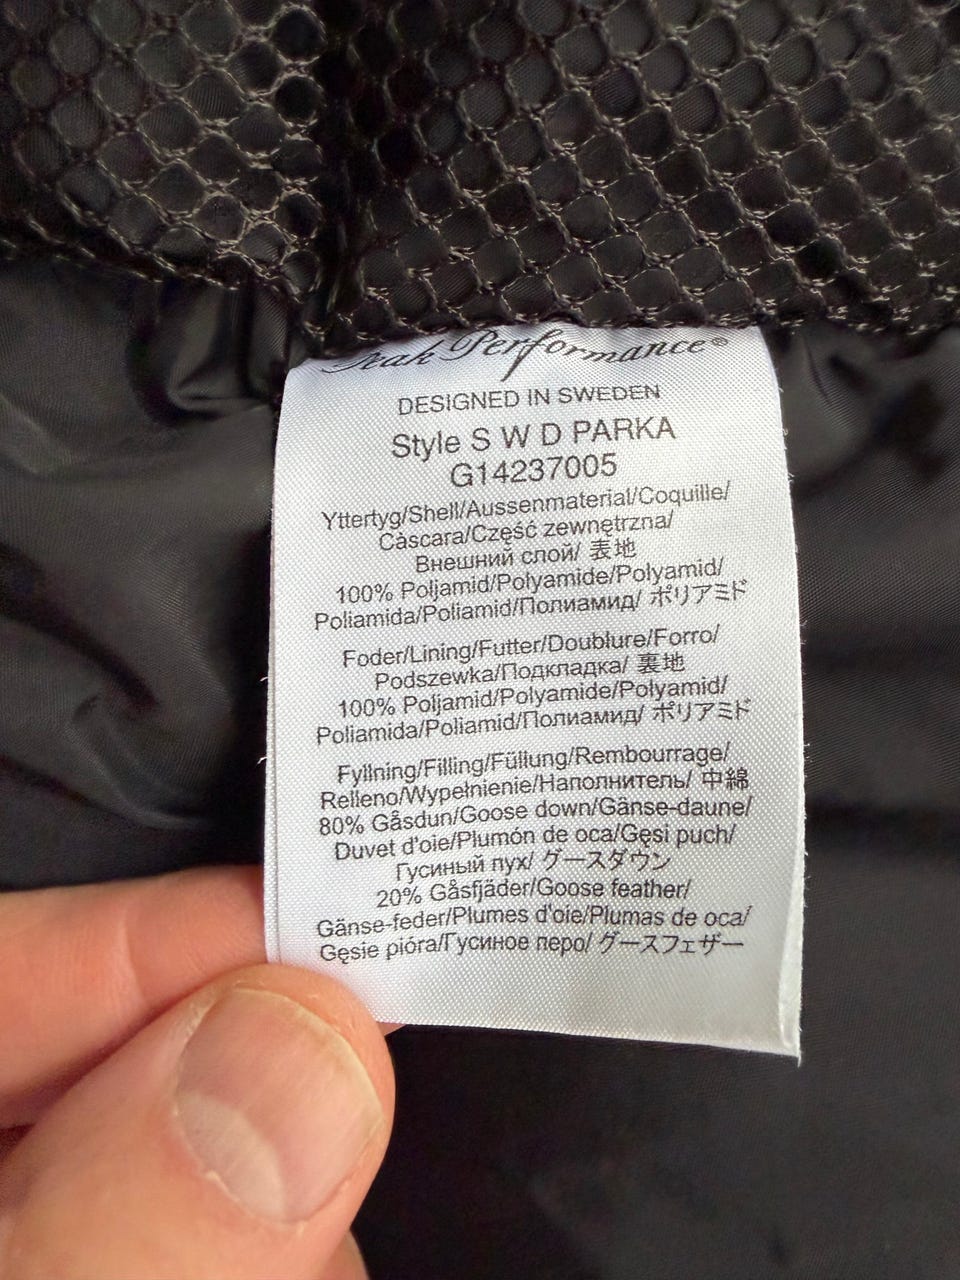 Peak Performance®
DESIGNED IN SWEDEN
Style S W D PARKA
G14237005
Yttertyg/Shell/Aussenmaterial/Coquille/
Càscara/Część zewnętrzna/
Внешний слой/ 表地
100% Poljamid/Polyamide/Polyamid/
Poliamida/Poliamid/Полиамид/ ポリアミド
Foder/Lining/Futter/Doublure/Forro/
Podszewka/Подкладка/ 裏地
100% Poljamid/Polyamide/Polyamid/
Poliamida/Poliamid/Полиамид/ ポリアミド
Fyllning/Filling/Füllung/Rembourrage/
Relleno/Wypełnienie/Наполнитель/ 中綿
80% Gåsdun/Goose down/Gänse-daune/
Duvet d'oie/Plumón de oca/Gęsi puch/
Гусиный пух/ グースダウン
20% Gåsfjäder/Goose feather/
Gänse-feder/Plumes d'oie/Plumas de oca/
Gęsie pióra/Гусиное перо/ グースフェザー